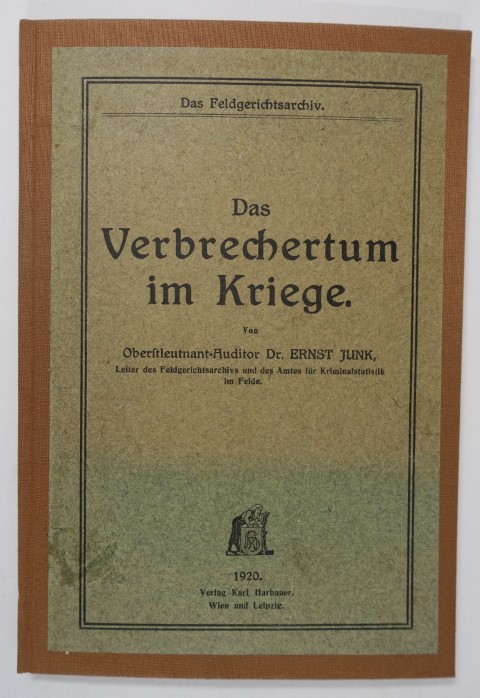 Das Feldgerichtsarchiv.
Das
Verbrechertum
im Kriege.
Von
Oberſtleutnant-Auditor Dr. ERNST JUNK,
Leiter des Feldgerichtsarchivs und des Amtes für Kriminalstatistik
im Felde.
1920.
Verlag Karl Harbauer.
Wien und Leipzig.